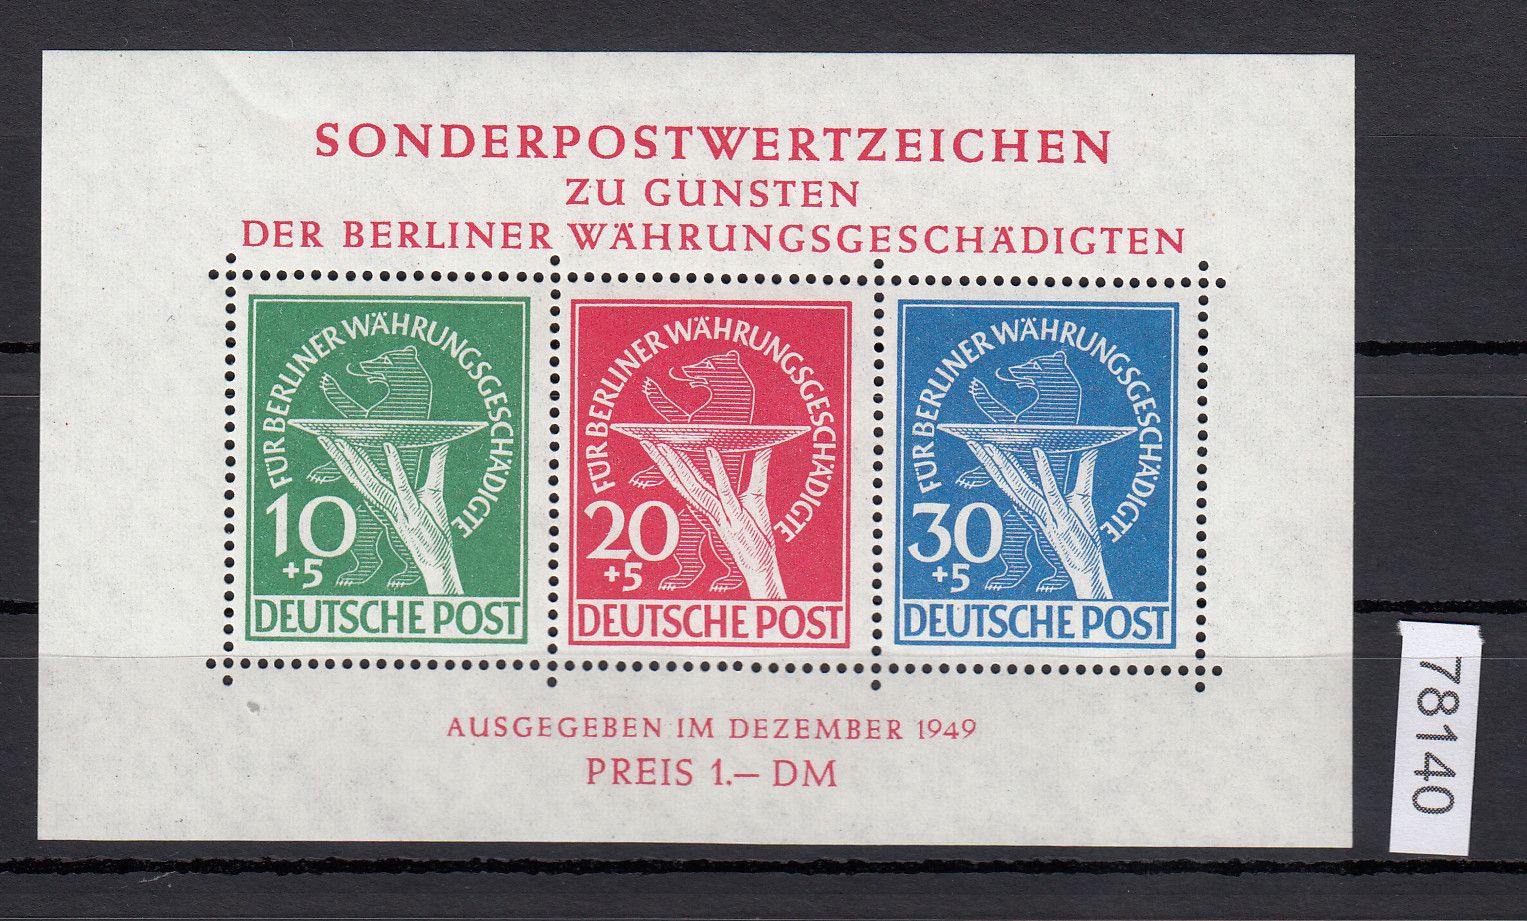 SONDERPOSTWERTZEICHEN
ZU GUNSTEN
DER BERLINER WÄHRUNGSGESCHÄDIGTEN
FÜR BERLINER WÄHRUNGSGESCHÄDIGTE
10
+5
DEUTSCHE POST
FÜR BERLINER WÄHRUNGSGESCHÄDIGTE
20
+5
DEUTSCHE POST
FÜR BERLINER WÄHRUNGSGESCHÄDIGTE
30
+5
DEUTSCHE POST
AUSGEGEBEN IM DEZEMBER 1949
PREIS 1.— DM
78140